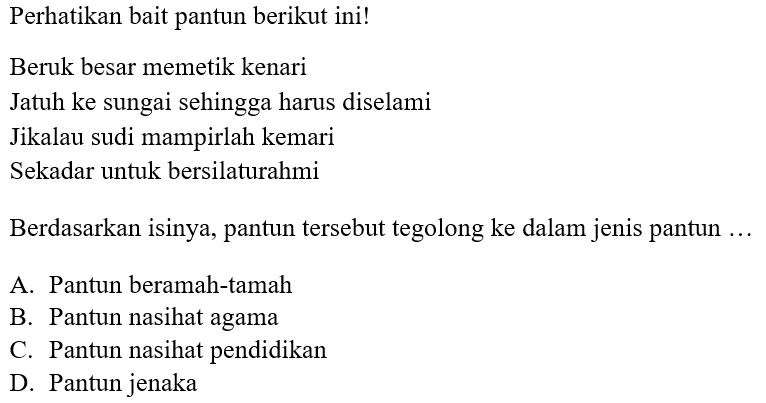 Perhatikan bait pantun berikut ini!
Beruk besar memetik kenari
Jatuh ke sungai sehingga harus diselami
Jikalau sudi mampirlah kemari
Sekadar untuk bersilaturahmi
Berdasarkan isinya, pantun tersebut tegolong ke dalam jenis pantun …
A. Pantun beramah-tamah
B. Pantun nasihat agama
C. Pantun nasihat pendidikan
D. Pantun jenaka